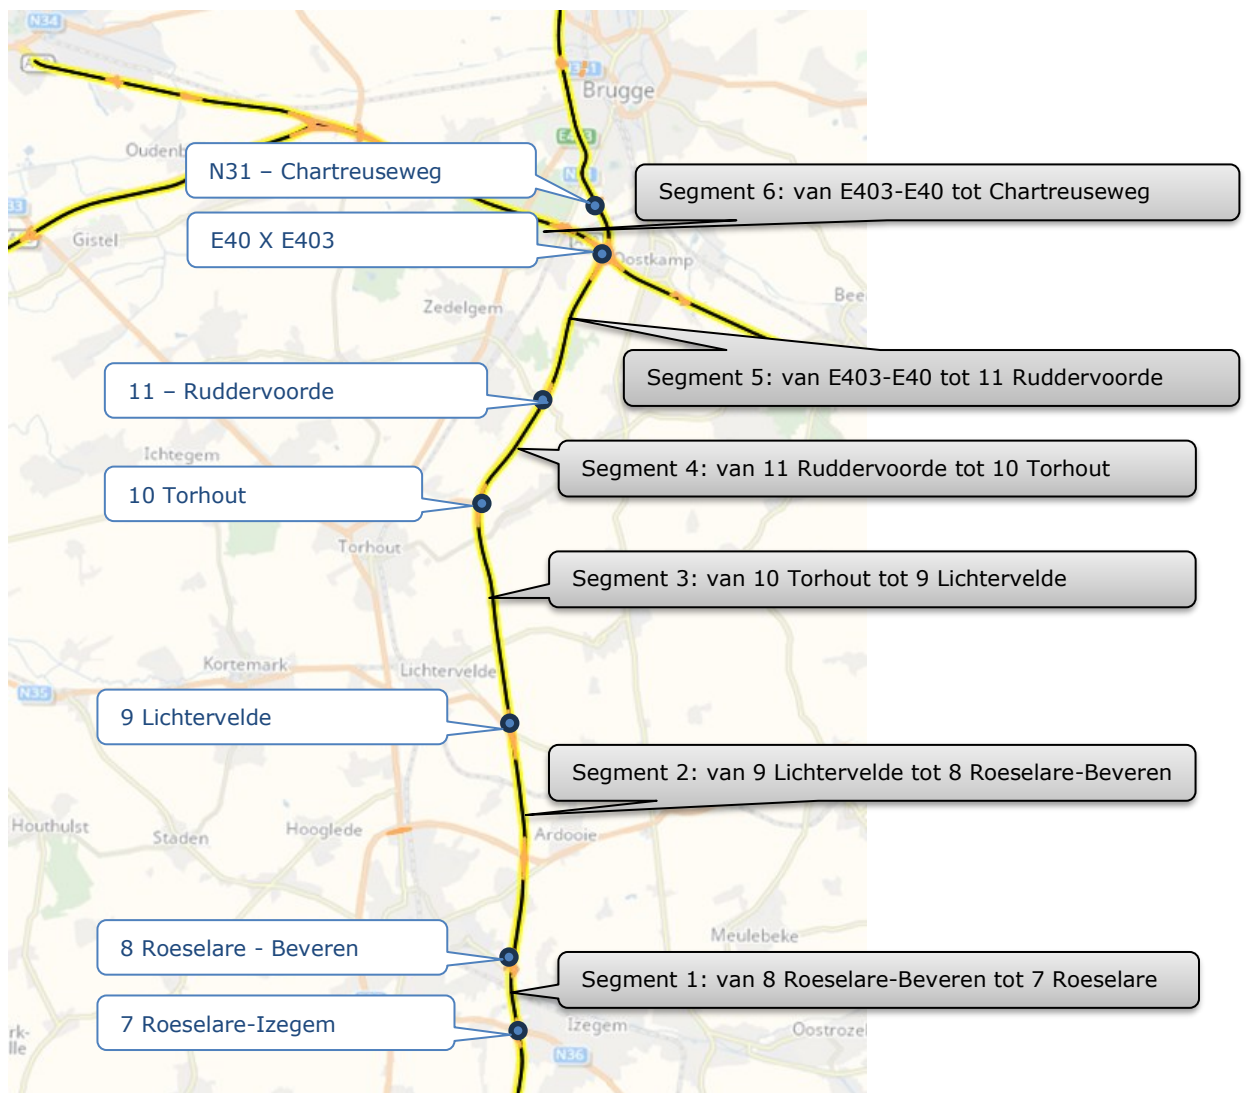 N34
Brugge
N31 – Chartreuseweg
Segment 6: van E403-E40 tot Chartreuseweg
Gistel
E40 X E403
Oostkamp
Zedelgem
Segment 5: van E403-E40 tot 11 Ruddervoorde
11 – Ruddervoorde
Ichtegem
Segment 4: van 11 Ruddervoorde tot 10 Torhout
10 Torhout
Torhout
Segment 3: van 10 Torhout tot 9 Lichtervelde
Kortemark
Lichtervelde
N35
9 Lichtervelde
Segment 2: van 9 Lichtervelde tot 8 Roeselare-Beveren
Houthulst
Staden
Hooglede
Ardooie
8 Roeselare - Beveren
Meulebeke
Segment 1: van 8 Roeselare-Beveren tot 7 Roeselare
7 Roeselare-Izegem
Izegem
N36